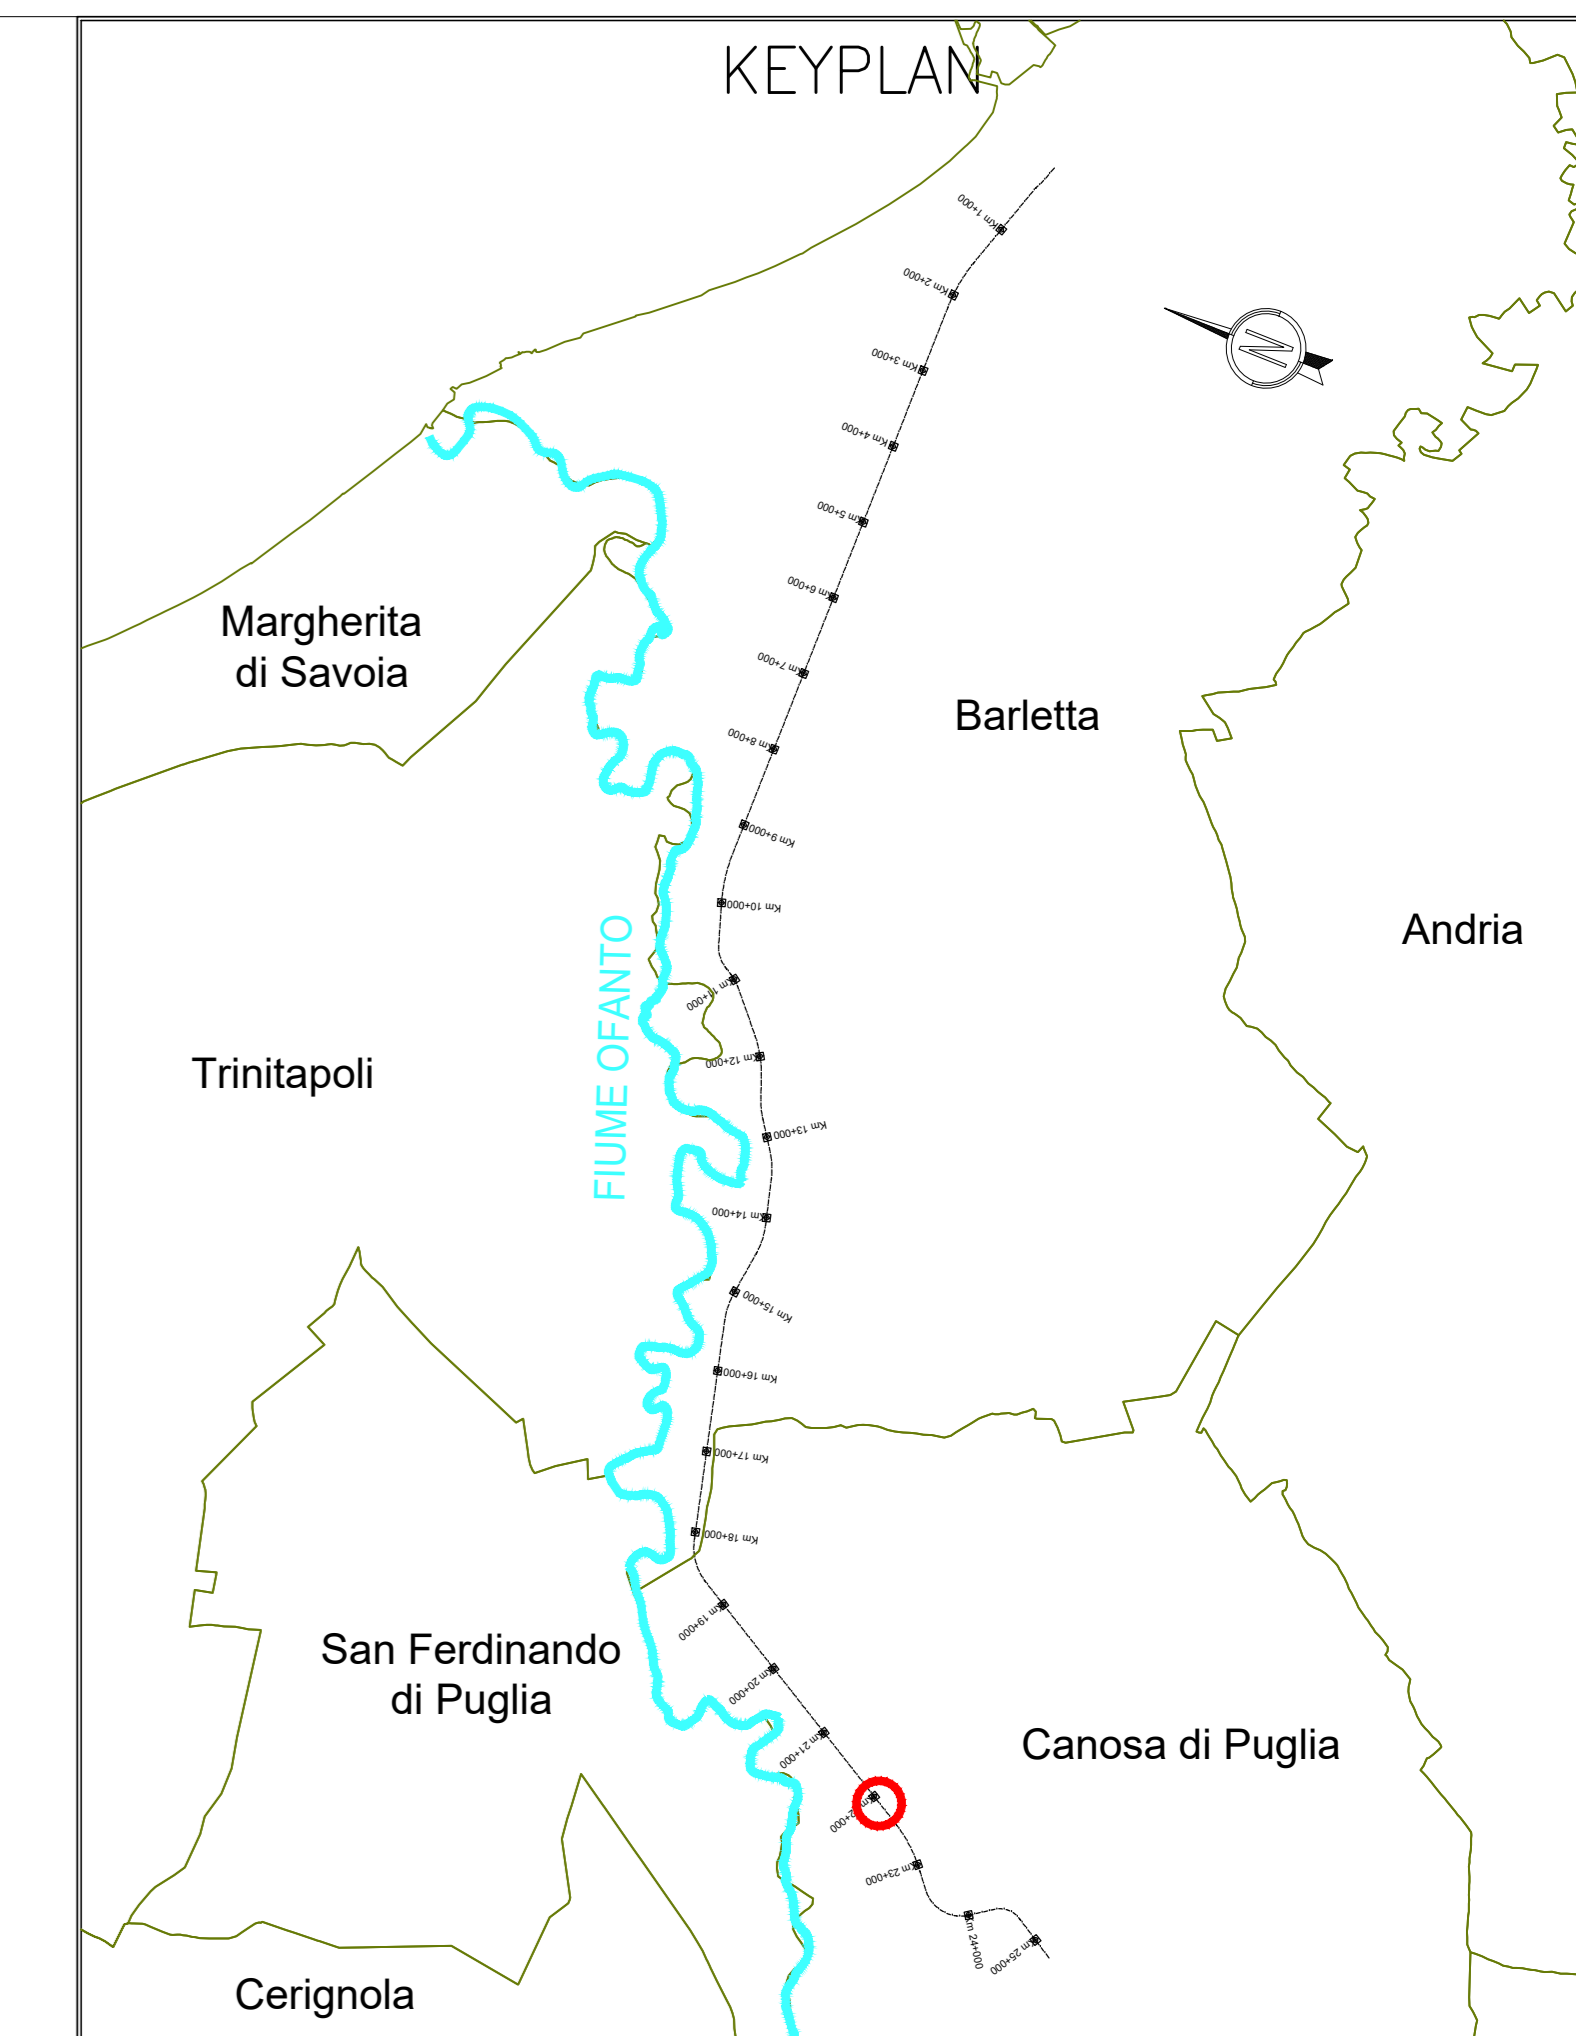 KEYPLAN
Km 1+000
Km 2+000
Km 3+000
N
Km 4+000
Km 5+000
Km 6+000
Margherita
di Savoia
Km 7+000
Barletta
Km 8+000
Km 9+000
Km 10+000
Andria
FIUME OFANTO
Km 11+000
Km 12+000
Trinitapoli
Km 13+000
Km 14+000
Km 15+000
Km 16+000
Km 17+000
Km 18+000
Km 19+000
San Ferdinando
di Puglia
Km 20+000
Km 21+000
Canosa di Puglia
Km 23+000
Km 24+000
Km 25+000
Cerignola